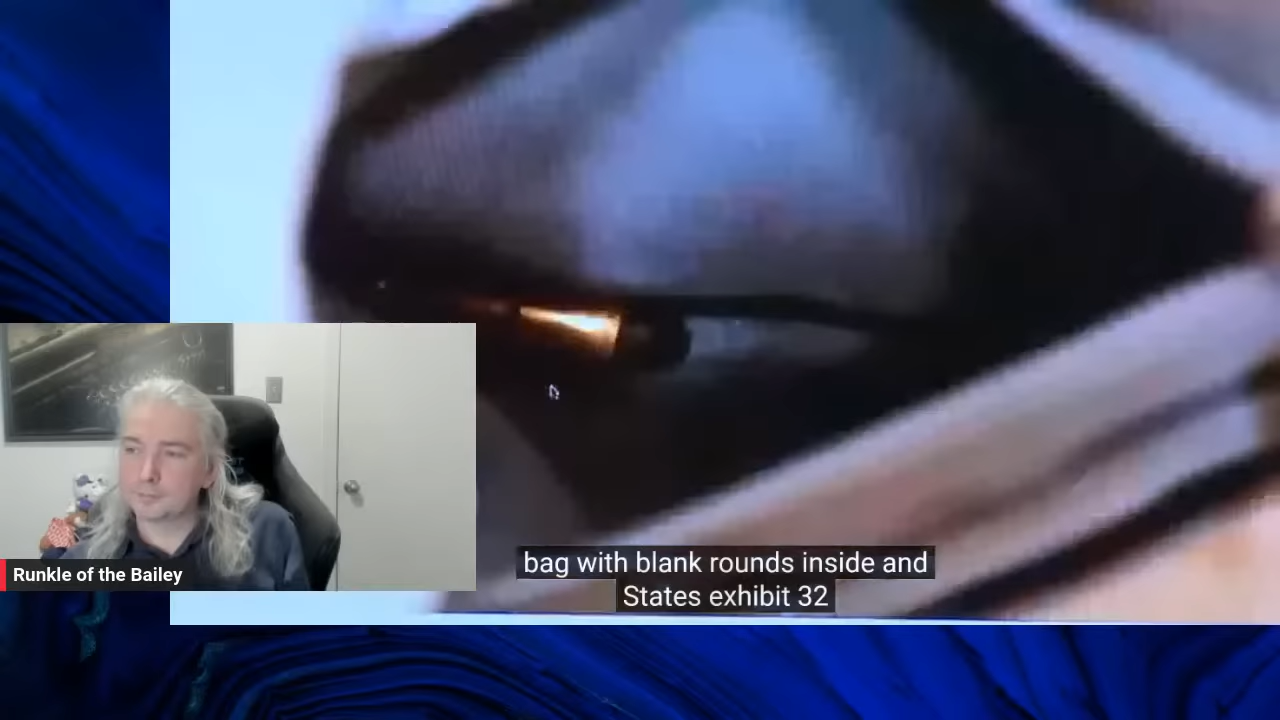 Runkle of the Bailey
bag with blank rounds inside and
States exhibit 32